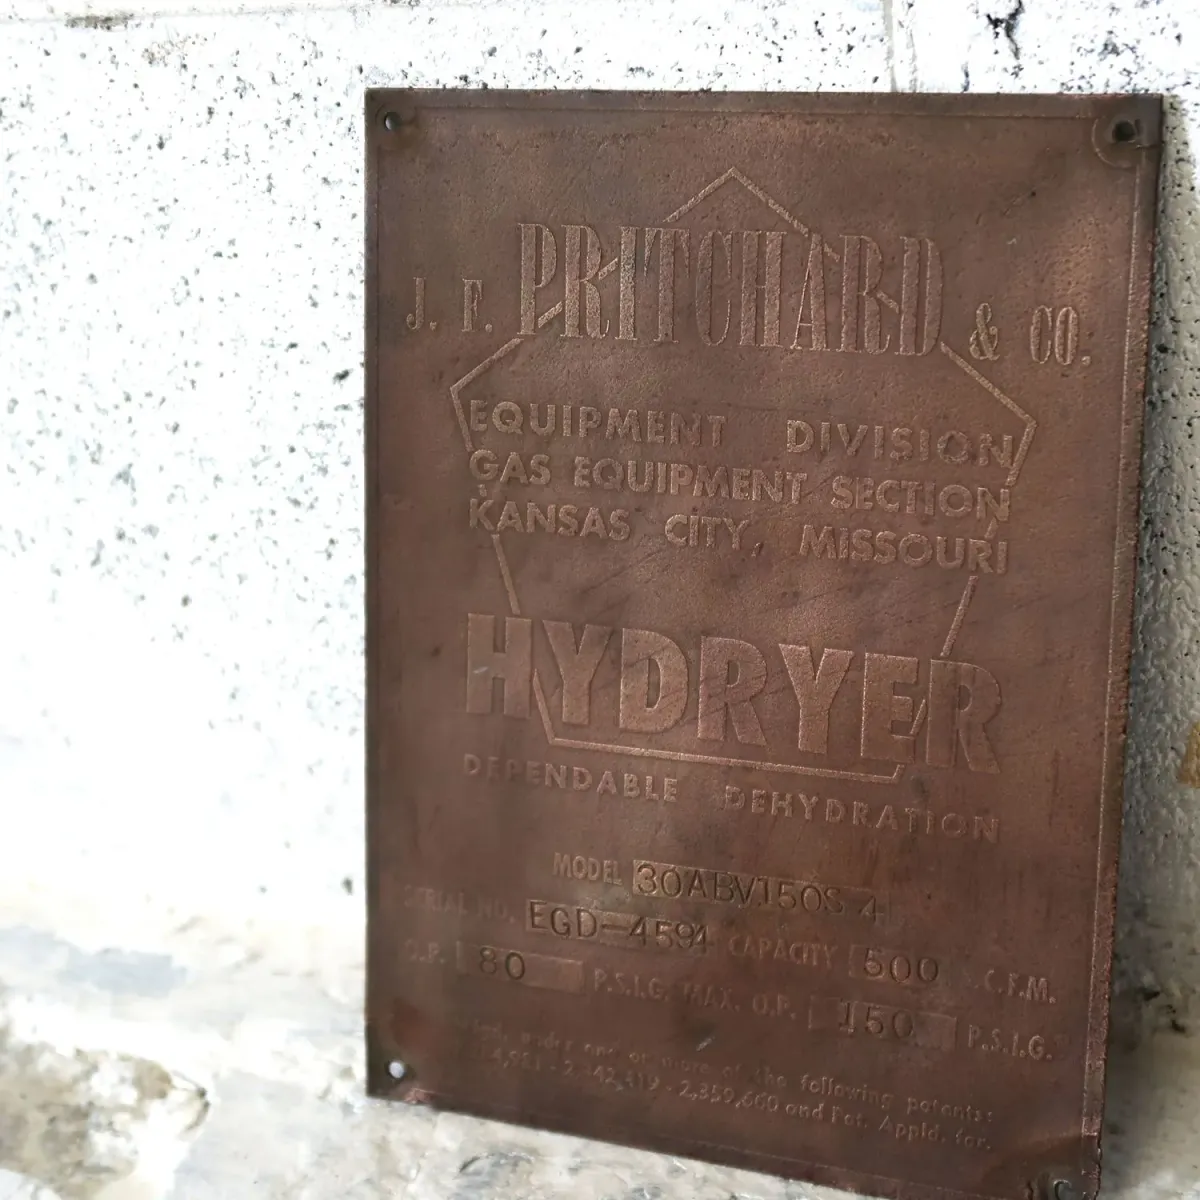 J. F. PRITCHARD & CO.
EQUIPMENT DIVISION
GAS EQUIPMENT SECTION
KANSAS CITY, MISSOURI
HYDRYER
DEPENDABLE DEHYDRATION
MODEL 30ABV150S-4
SERIAL NO. EGD-4594 CAPACITY 500 S.C.F.M.
O.P. 80 P.S.I.G. MAX. O.P. 150 P.S.I.G.
under one or more of the following patents:
2,359,660 and Pat. Appld. for.